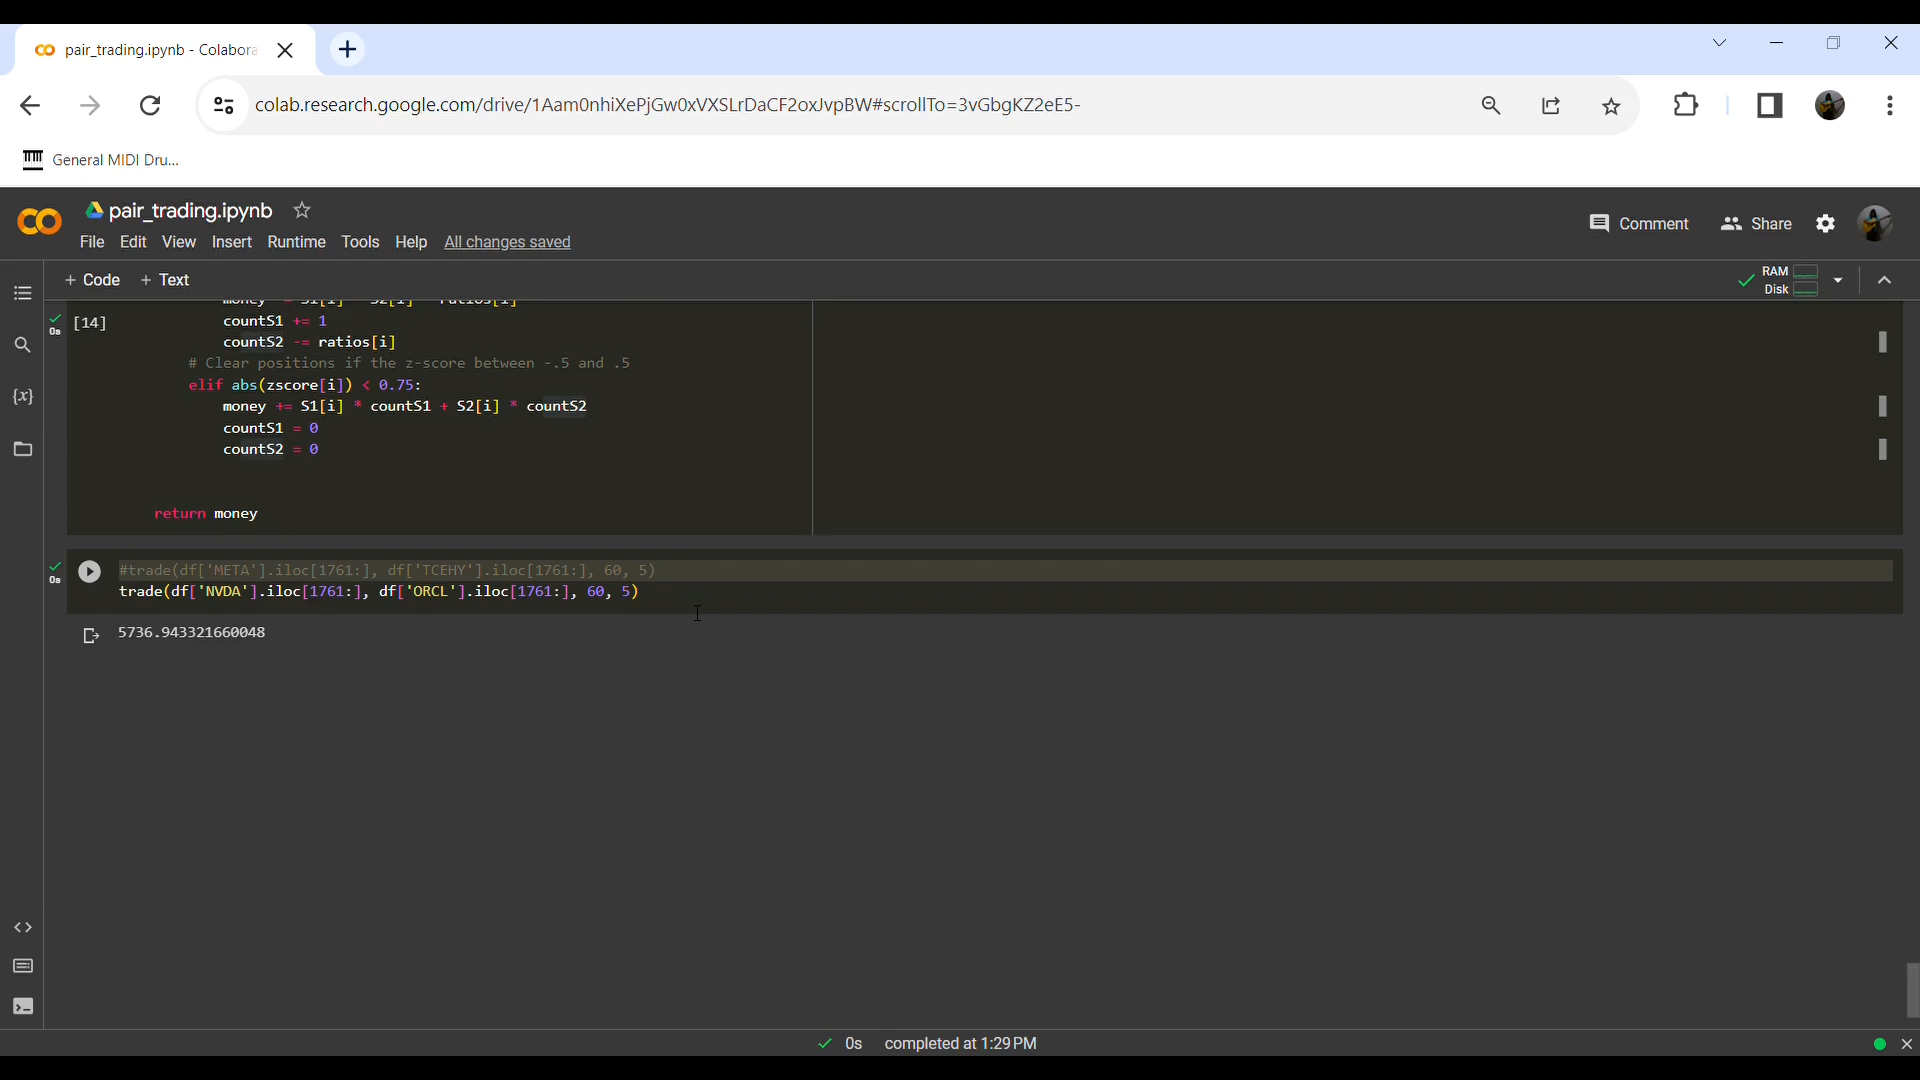 pair_trading.ipynb - Colabora
colab.research.google.com/drive/1Aam0nhiXePjGw0xVXSLrDaCF2oxJvpBW#scrollTo=3vGbgKZ2eE5-
General MIDI Dru...
pair_trading.ipynb
Comment
Share
File Edit View Insert Runtime Tools Help All changes saved
+ Code + Text
RAM
Disk
[14]
0s
countS1 += 1
countS2 -= ratios[i]
# Clear positions if the z-score between -.5 and .5
elif abs(zscore[i]) < 0.75:
money += S1[i] * countS1 + S2[i] * countS2
countS1 = 0
countS2 = 0
return money
0s
#trade(df['META'].iloc[1761:], df['TCEHY'].iloc[1761:], 60, 5)
trade(df['NVDA'].iloc[1761:], df['ORCL'].iloc[1761:], 60, 5)
5736.943321660048
0s completed at 1:29 PM